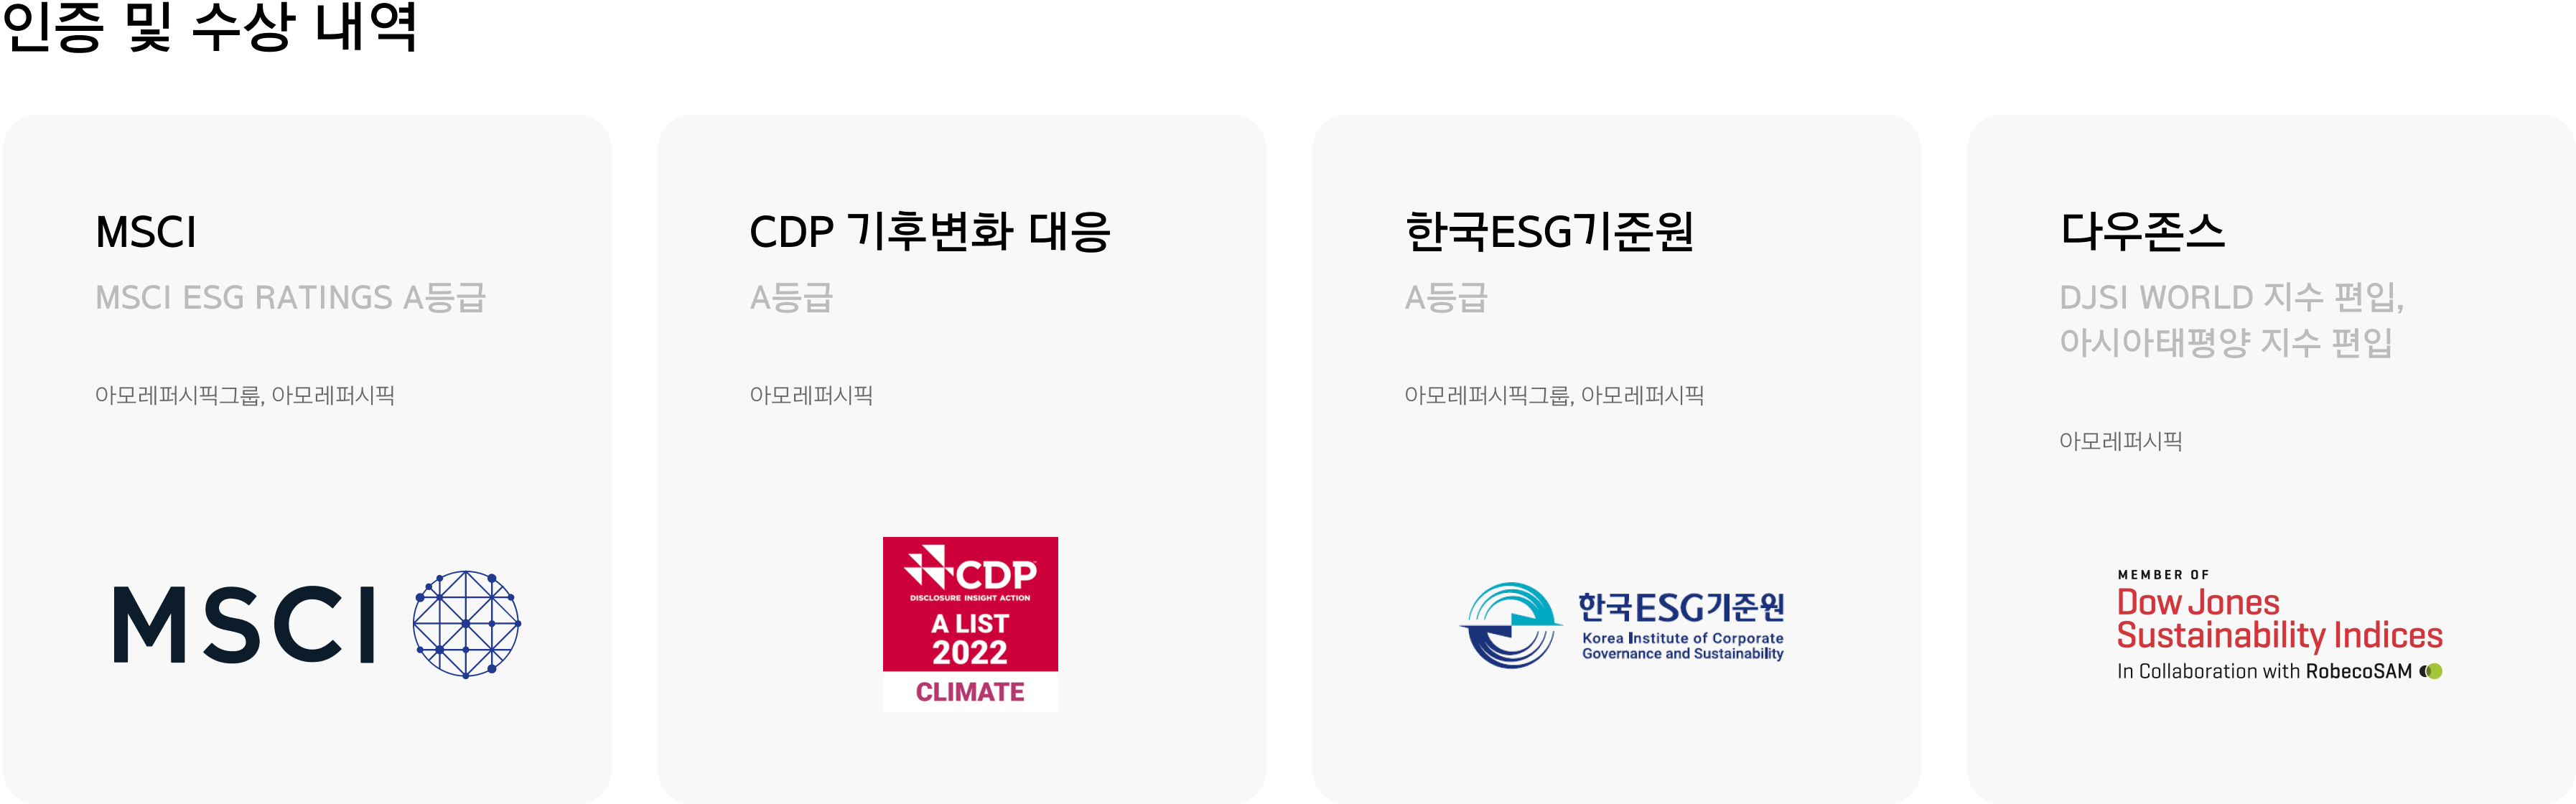 인증 및 수상 내역
MSCI
MSCI ESG RATINGS A등급
아모레퍼시픽그룹, 아모레퍼시픽
MSCI
CDP 기후변화 대응
A등급
아모레퍼시픽
CDP
DISCLOSURE INSIGHT ACTION
A LIST
2022
CLIMATE
한국ESG기준원
A등급
아모레퍼시픽그룹, 아모레퍼시픽
한국ESG기준원
Korea Institute of Corporate
Governance and Sustainability
다우존스
DJSI WORLD 지수 편입,
아시아태평양 지수 편입
아모레퍼시픽
MEMBER OF
Dow Jones
Sustainability Indices
In Collaboration with RobecoSAM